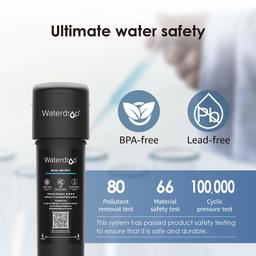 Ultimate water safety
Waterdrop
Waterdrop
Pb
BPA-free
Lead-free
80
66
100,000
Pollutant
removal test
Material
safety test
Cyclic
pressure test
This system has passed product safety testing
to ensure that it is safe and durable.